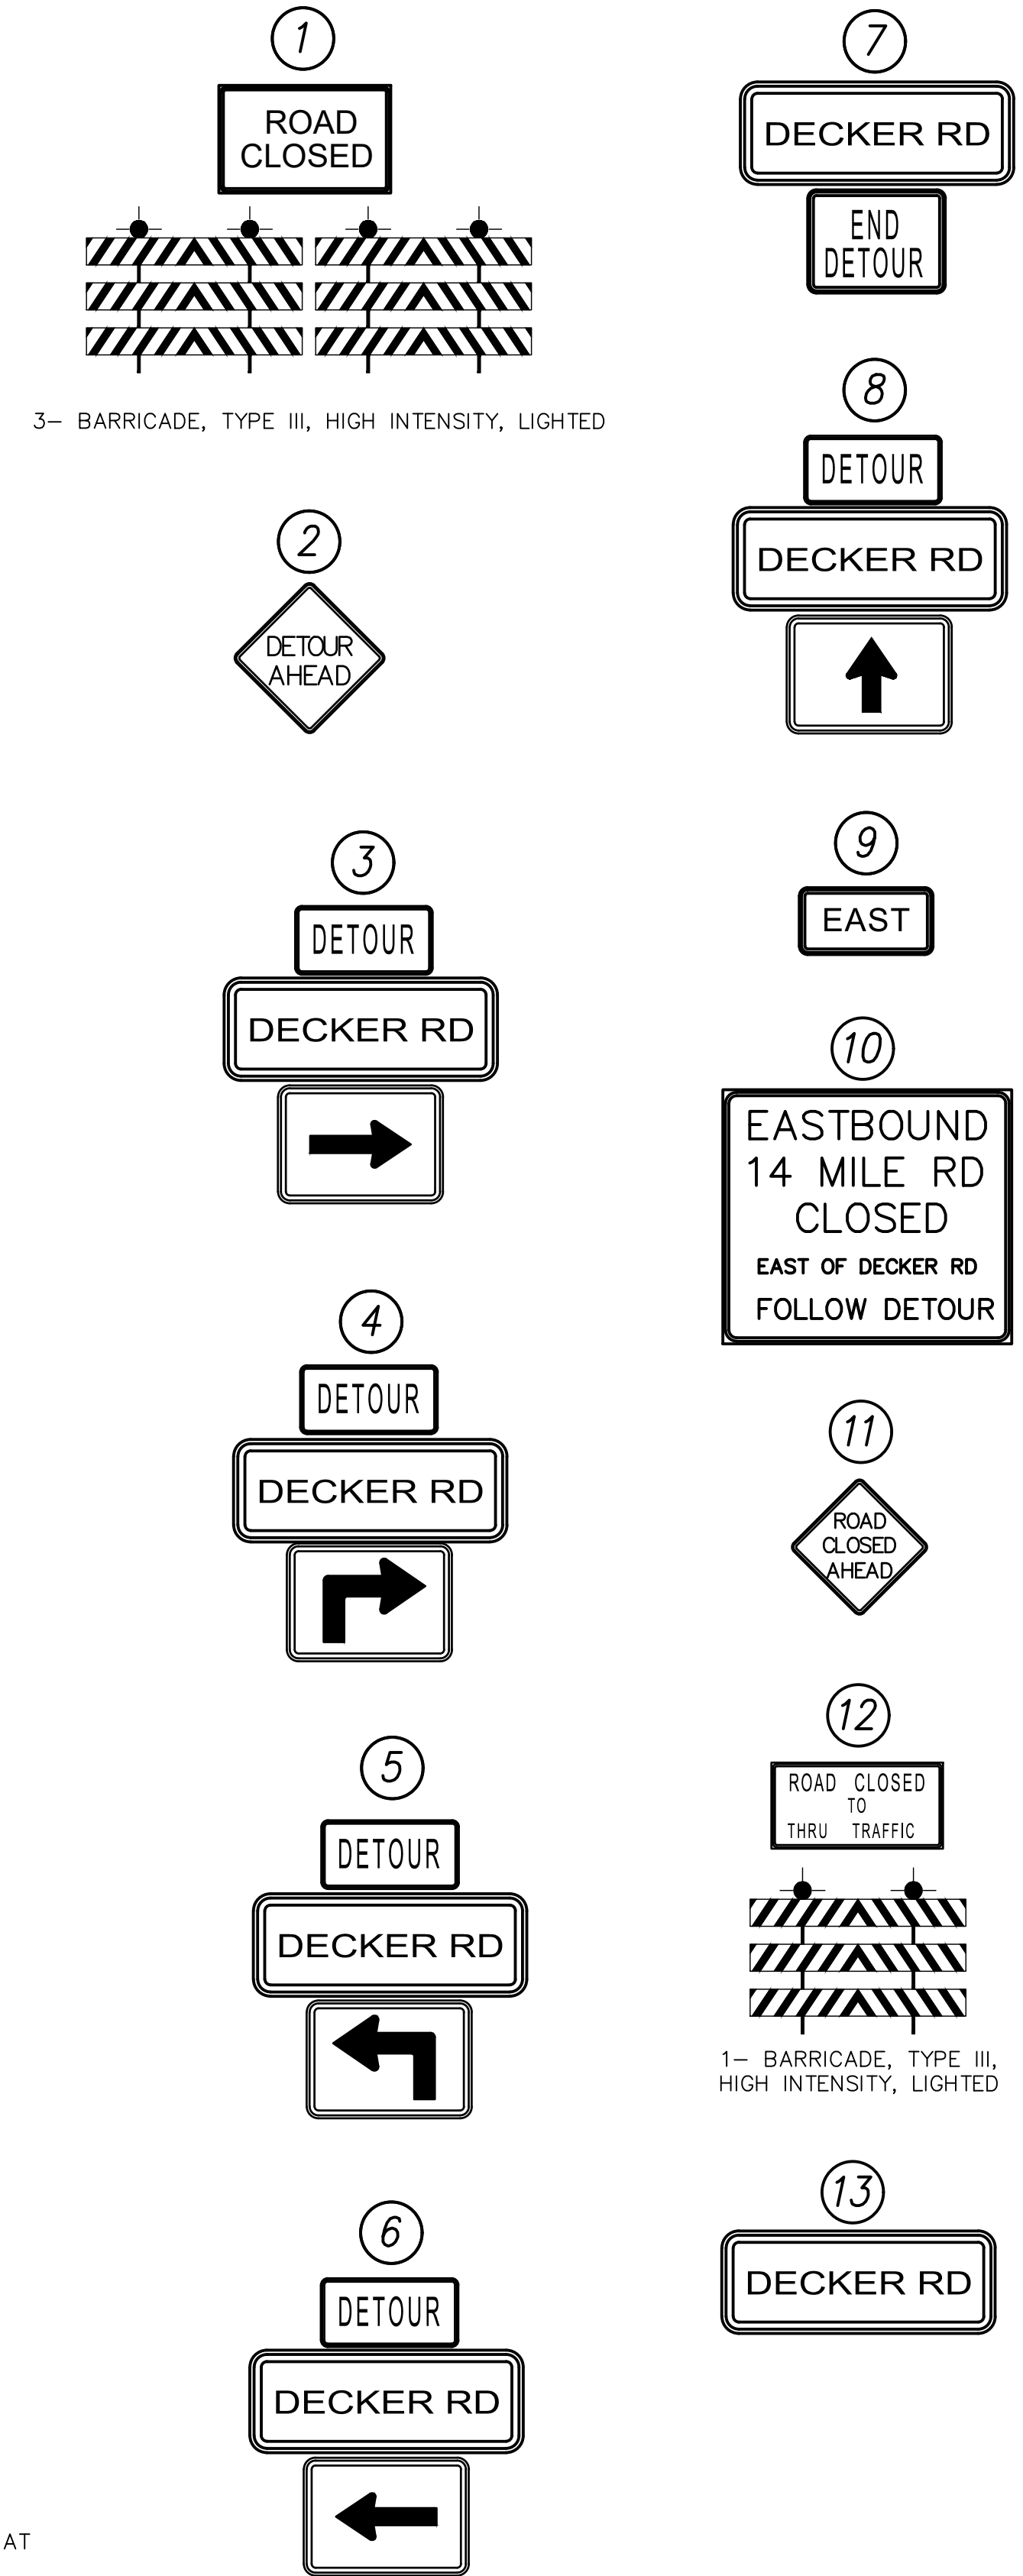 1
ROAD
CLOSED
3- BARRICADE, TYPE III, HIGH INTENSITY, LIGHTED
2
DETOUR
AHEAD
3
DETOUR
DECKER RD
4
DETOUR
DECKER RD
5
DETOUR
DECKER RD
6
DETOUR
DECKER RD
AT
7
DECKER RD
END
DETOUR
8
DETOUR
DECKER RD
9
EAST
10
EASTBOUND
14 MILE RD
CLOSED
EAST OF DECKER RD
FOLLOW DETOUR
11
ROAD
CLOSED
AHEAD
12
ROAD CLOSED
TO
THRU TRAFFIC
1- BARRICADE, TYPE III,
HIGH INTENSITY, LIGHTED
13
DECKER RD